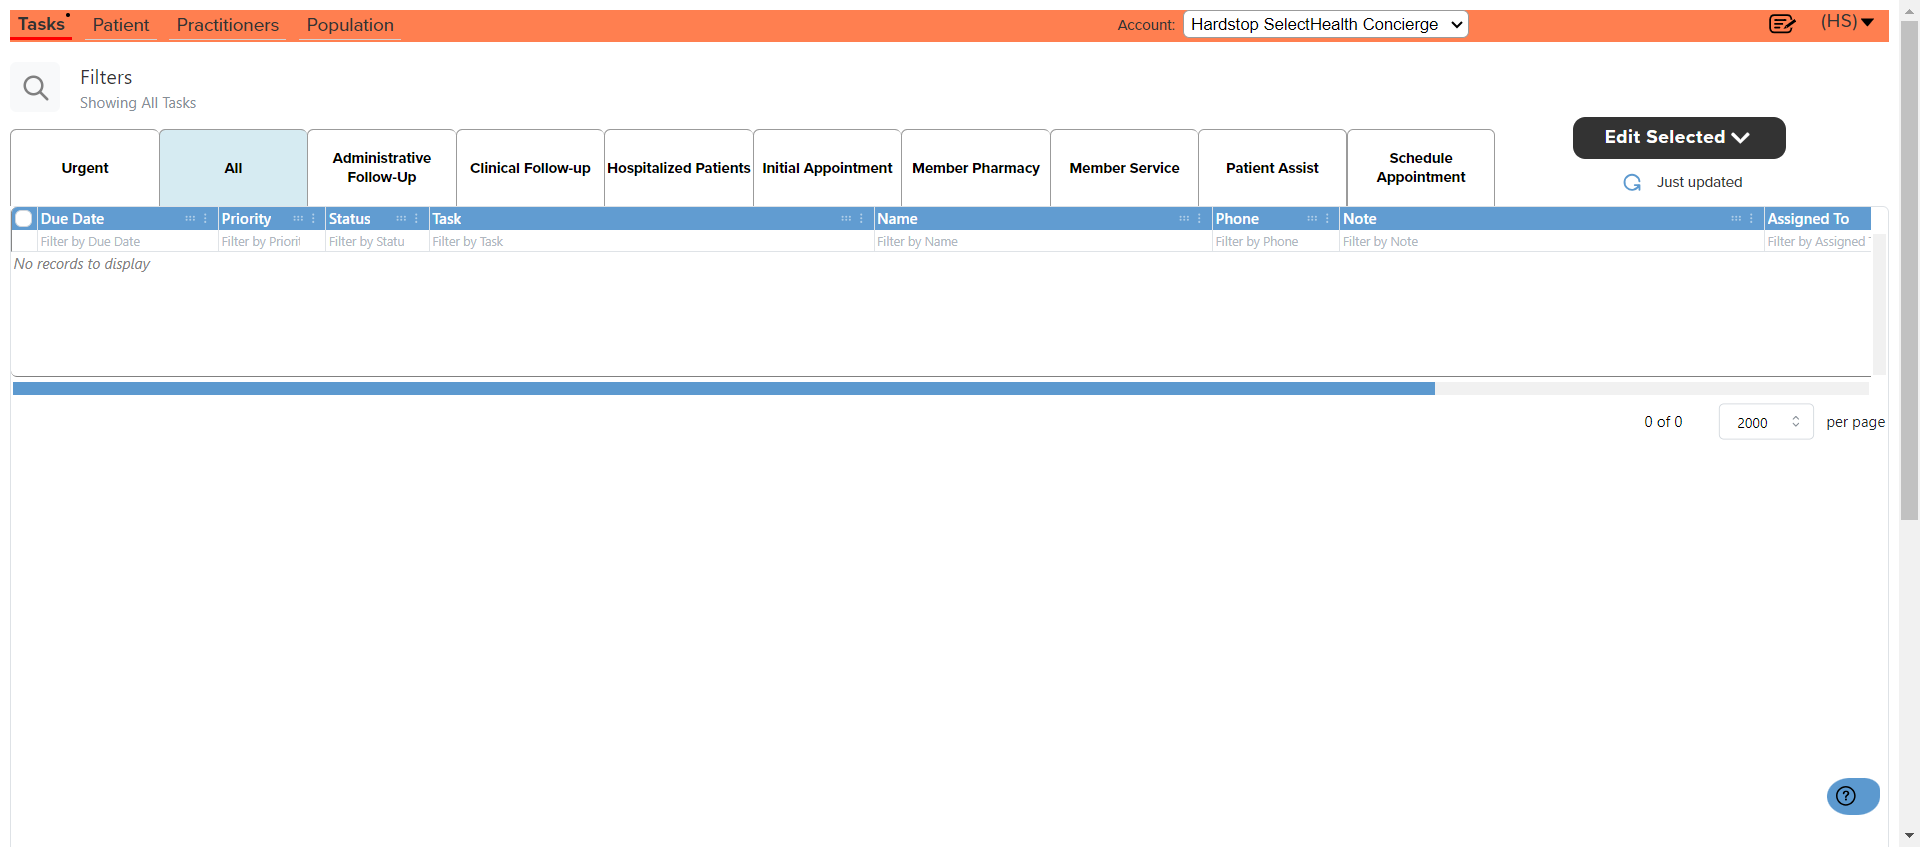 Tasks Patient Practitioners Population Account: Hardstop SelectHealth Concierge (HS)
Filters
Showing All Tasks
Edit Selected
Urgent All Administrative Follow-Up Clinical Follow-up Hospitalized Patients Initial Appointment Member Pharmacy Member Service Patient Assist Schedule Appointment
Just updated
Due Date Priority Status Task Name Phone Note Assigned To
Filter by Due Date Filter by Priorit Filter by Statu Filter by Task Filter by Name Filter by Phone Filter by Note Filter by Assigned
No records to display
0 of 0 2000 per page